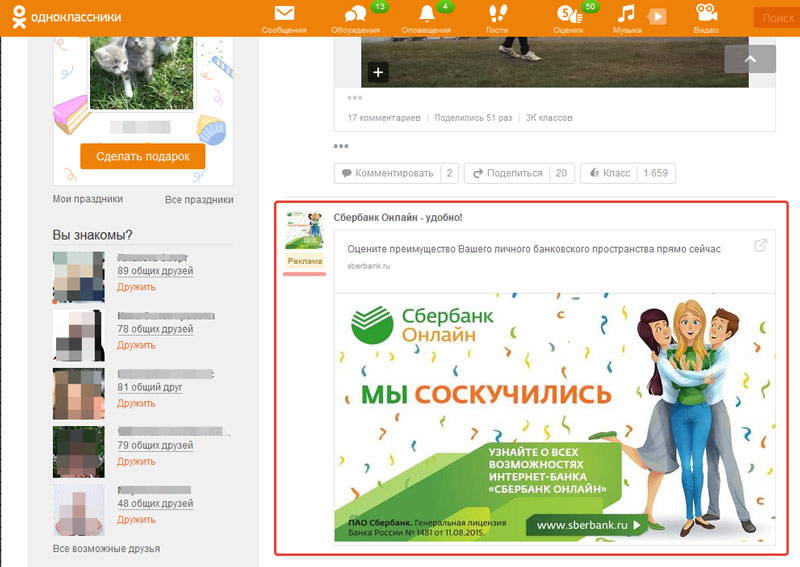 одноклассники
Сообщения
13
Обсуждения
4
Оповещения
Гости
5
50
Оценки
Музыка
Видео
Поиск
Сделать подарок
Мои праздники
Все праздники
Вы знакомы?
89 общих друзей
Дружить
78 общих друзей
Дружить
81 общий друг
Дружить
79 общих друзей
Дружить
48 общих друзей
Дружить
Все возможные друзья
17 комментариев | Поделились 51 раз | 3К классов
Комментировать 2
Поделиться 20
Класс 1 659
Реклама
Сбербанк Онлайн - удобно!
Оцените преимущество Вашего личного банковского пространства прямо сейчас
sberbank.ru
Сбербанк
Онлайн
МЫ СОСКУЧИЛИСЬ
УЗНАЙТЕ О ВСЕХ
ВОЗМОЖНОСТЯХ
ИНТЕРНЕТ-БАНКА
«СБЕРБАНК ОНЛАЙН»
ПАО Сбербанк. Генеральная лицензия
Банка России № 1481 от 11.08.2015.
www.sberbank.ru